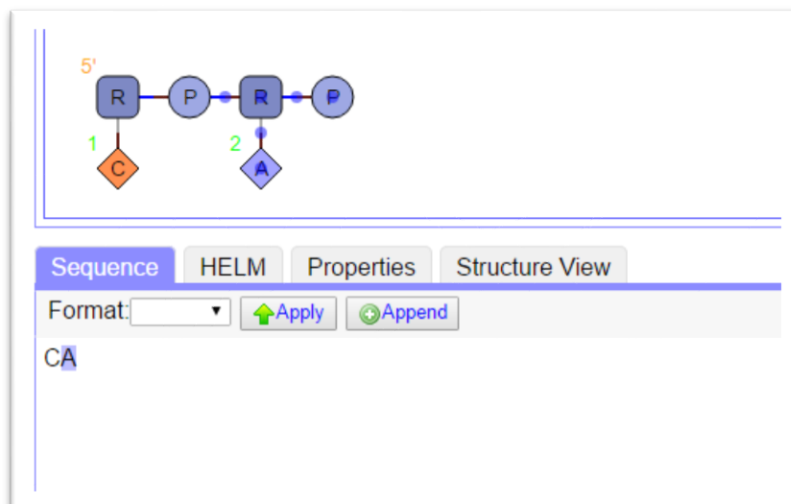 5'
R P R P
1 2
C A
Sequence HELM Properties Structure View
Format: Apply Append
CA